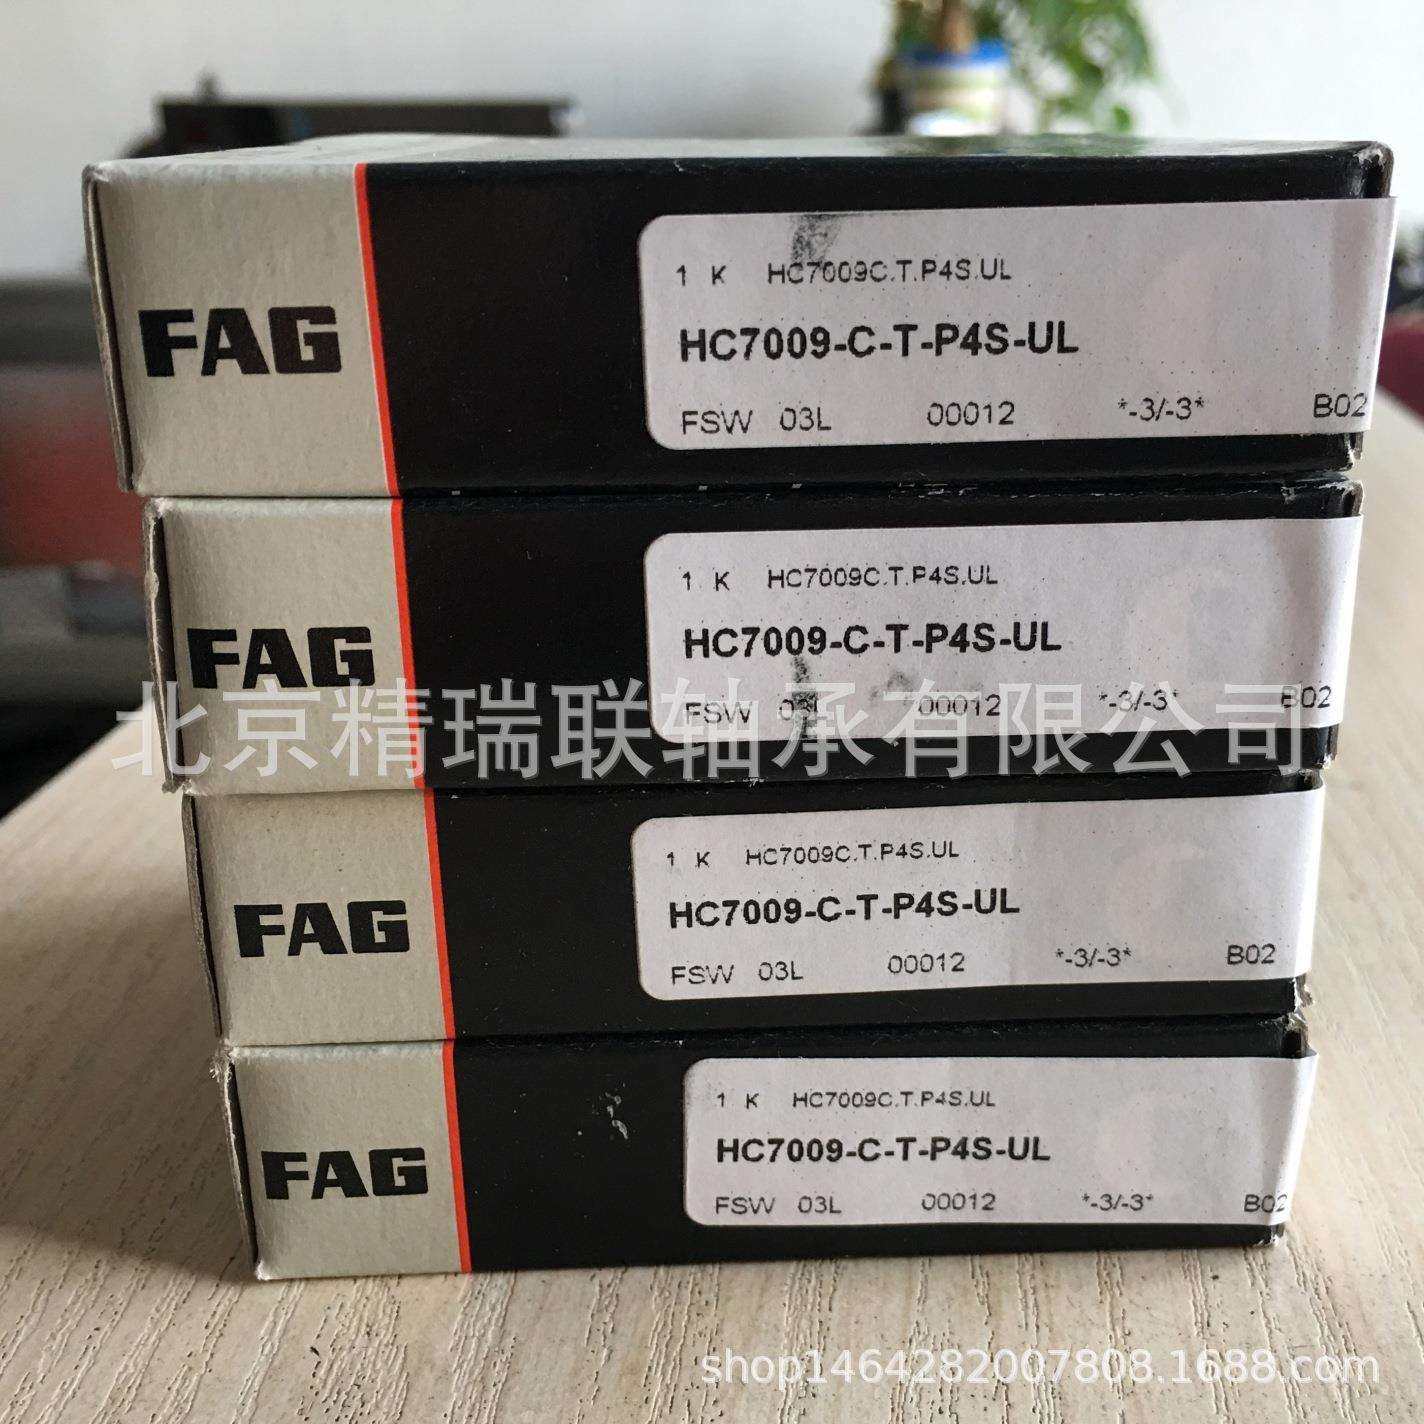 FAG
1 K HC7009C.T.P4S.UL
HC7009-C-T-P4S-UL
FSW 03L 00012 *-3/-3* B02
FAG
1 K HC7009C.T.P4S.UL
HC7009-C-T-P4S-UL
FSW 03L 00012 *-3/-3* B02
北京精瑞联轴承有限公司
FAG
1 K HC7009C.T.P4S.UL
HC7009-C-T-P4S-UL
FSW 03L 00012 *-3/-3* B02
FAG
1 K HC7009C.T.P4S.UL
HC7009-C-T-P4S-UL
FSW 03L 00012 *-3/-3* B02
shop1464282007808.1688.com